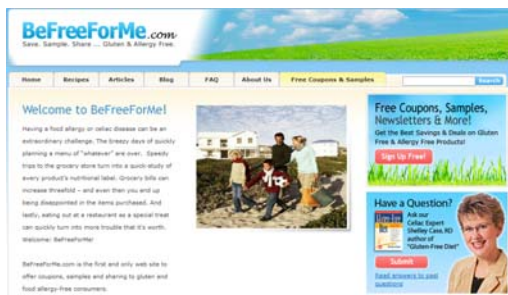 BeFreeForMe.com
Save. Sample. Share ... Gluten & Allergy Free.
Home Recipes Articles Blog FAQ About Us Free Coupons & Samples Search
Welcome to BeFreeForMe!
Having a food allergy or celiac disease can be an
extraordinary challenge. The breezy days of quickly
planning a menu of "whatever" are over. Speedy
trips to the grocery store turn into a quick-study of
every product's nutritional label. Grocery bills can
increase threefold – and even than you end up
being disappointed in the items purchased. And
lastly, eating out at a restaurant as a special treat
can quickly turn into more trouble that it's worth.
Welcome: BeFreeForMe!
BeFreeForMe.com is the first and only web site to
offer coupons, samples and sharing to gluten and
food allergy-free consumers.
Free Coupons, Samples,
Newsletters & More!
Get the Best Savings & Deals on Gluten
Free & Allergy Free Products!
Sign Up Free!
Have a Question?
Ask our
Celiac Expert
Shelley Case, RD
author of
"Gluten-Free Diet"
Submit
Read answers to past
questions